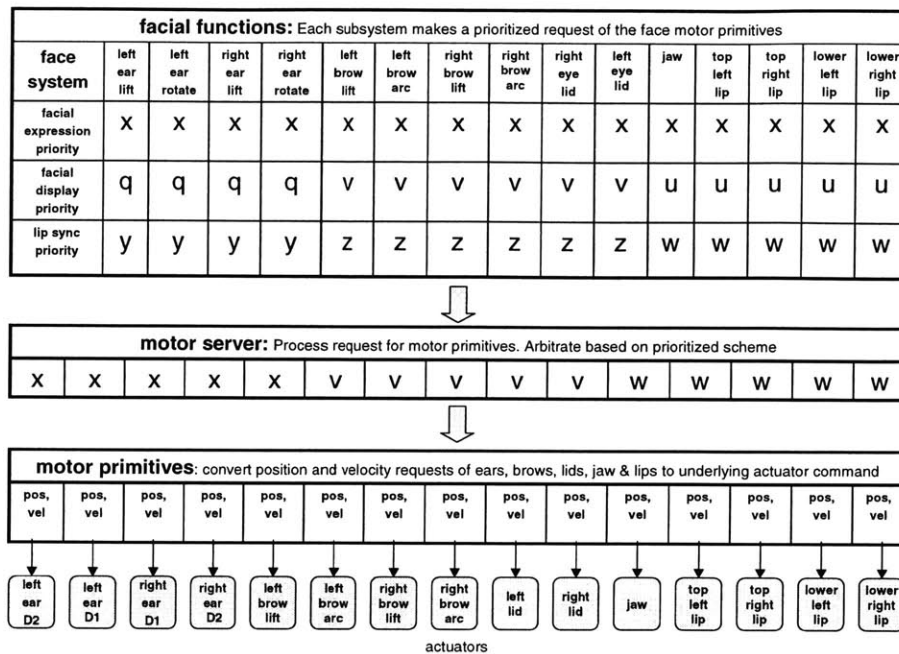 facial functions: Each subsystem makes a prioritized request of the face motor primitives
face system left ear lift left ear rotate right ear lift right ear rotate left brow lift left brow arc right brow lift right brow arc right eye lid left eye lid jaw top left lip top right lip lower left lip lower right lip
facial expression priority x x x x x x x x x x x x x x x
facial display priority q q q q v v v v v v u u u u u
lip sync priority y y y y z z z z z z w w w w w
motor server: Process request for motor primitives. Arbitrate based on prioritized scheme
x x x x x v v v v v w w w w w
motor primitives: convert position and velocity requests of ears, brows, lids, jaw & lips to underlying actuator command
pos, vel pos, vel pos, vel pos, vel pos, vel pos, vel pos, vel pos, vel pos, vel pos, vel pos, vel pos, vel pos, vel pos, vel pos, vel
left ear D2 left ear D1 right ear D1 right ear D2 left brow lift left brow arc right brow lift right brow arc left lid right lid jaw top left lip top right lip lower left lip lower right lip
actuators